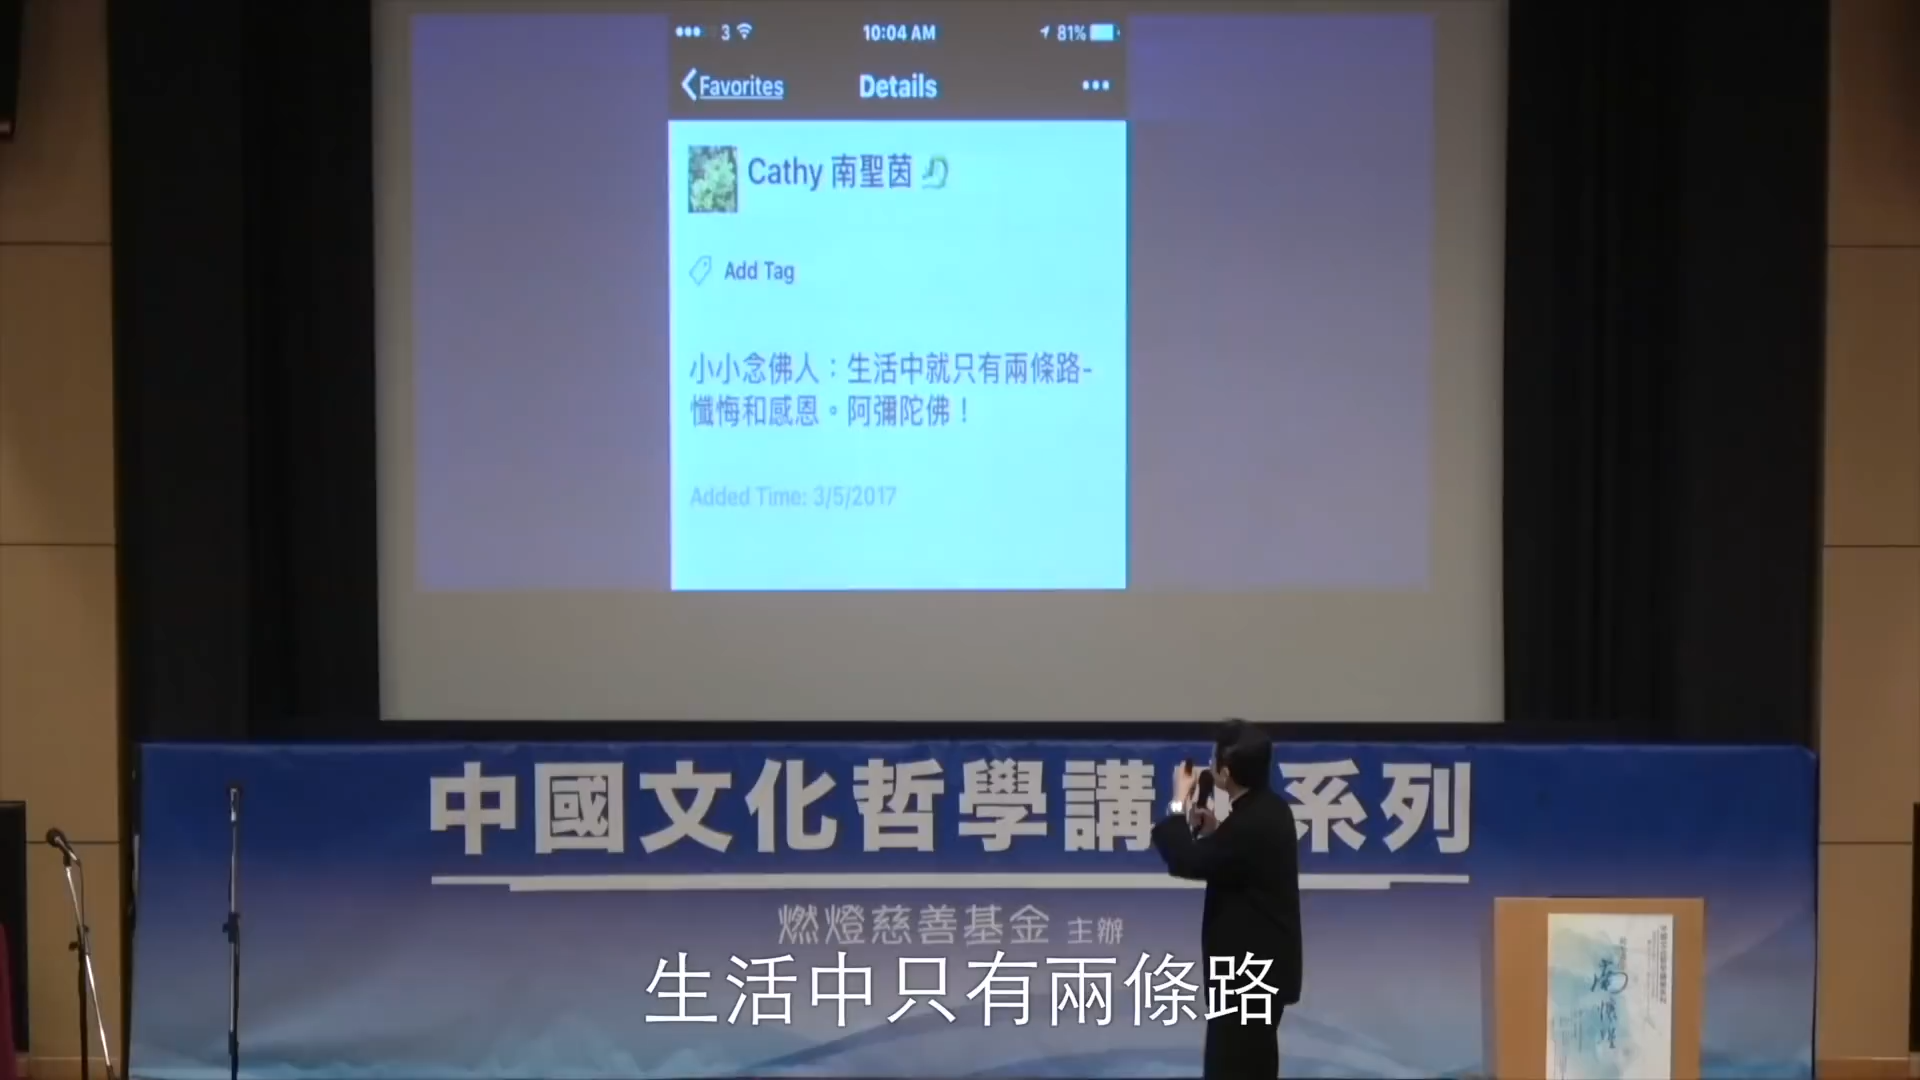 3 10:04 AM 81%
Favorites Details
Cathy 南聖茵
Add Tag
小小念佛人：生活中就只有兩條路-
懺悔和感恩。阿彌陀佛！
Added Time: 3/5/2017
中國文化哲學講 系列
燃燈慈善基金 主辦
生活中只有兩條路
南懷瑾